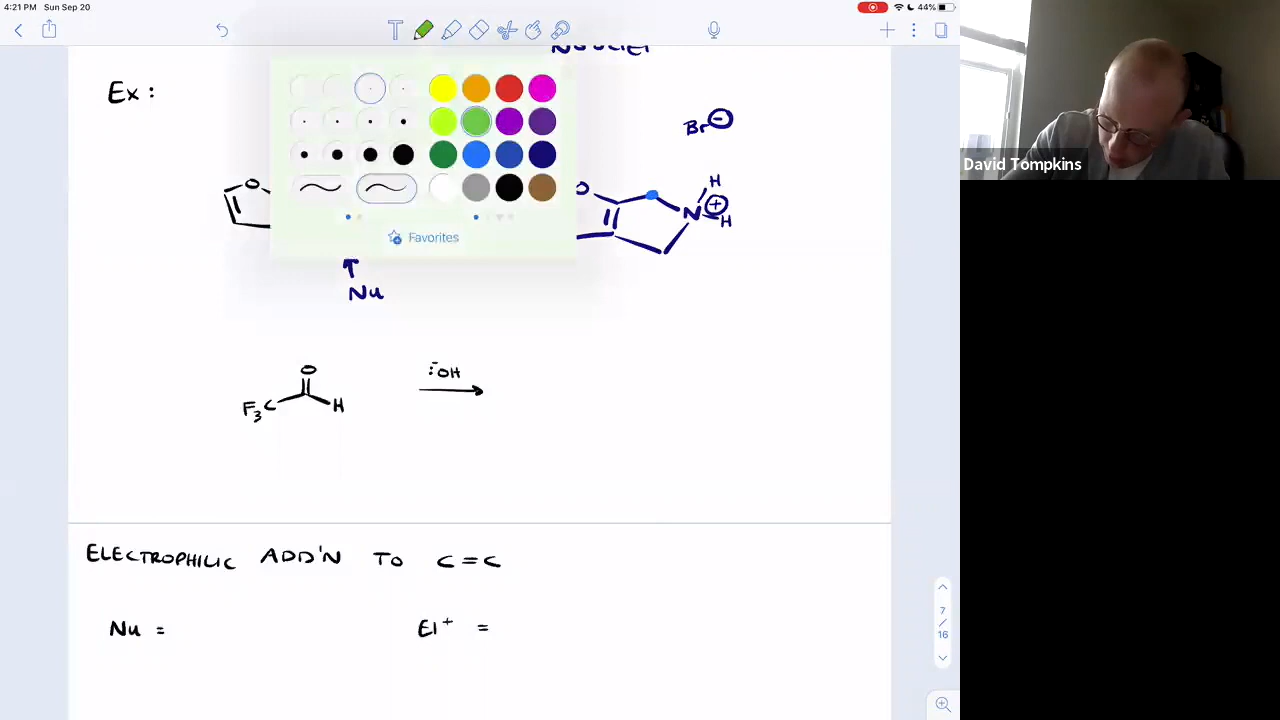 4:21 PM Sun Sep 20
44%
Ex :
Br ⊖
O
O
H
N ⊕
H
Nu
O
F3C H
:OH
Favorites
ELECTROPHILIC ADD'N TO C=C
Nu =
El+ =
7
/
16
David Tompkins